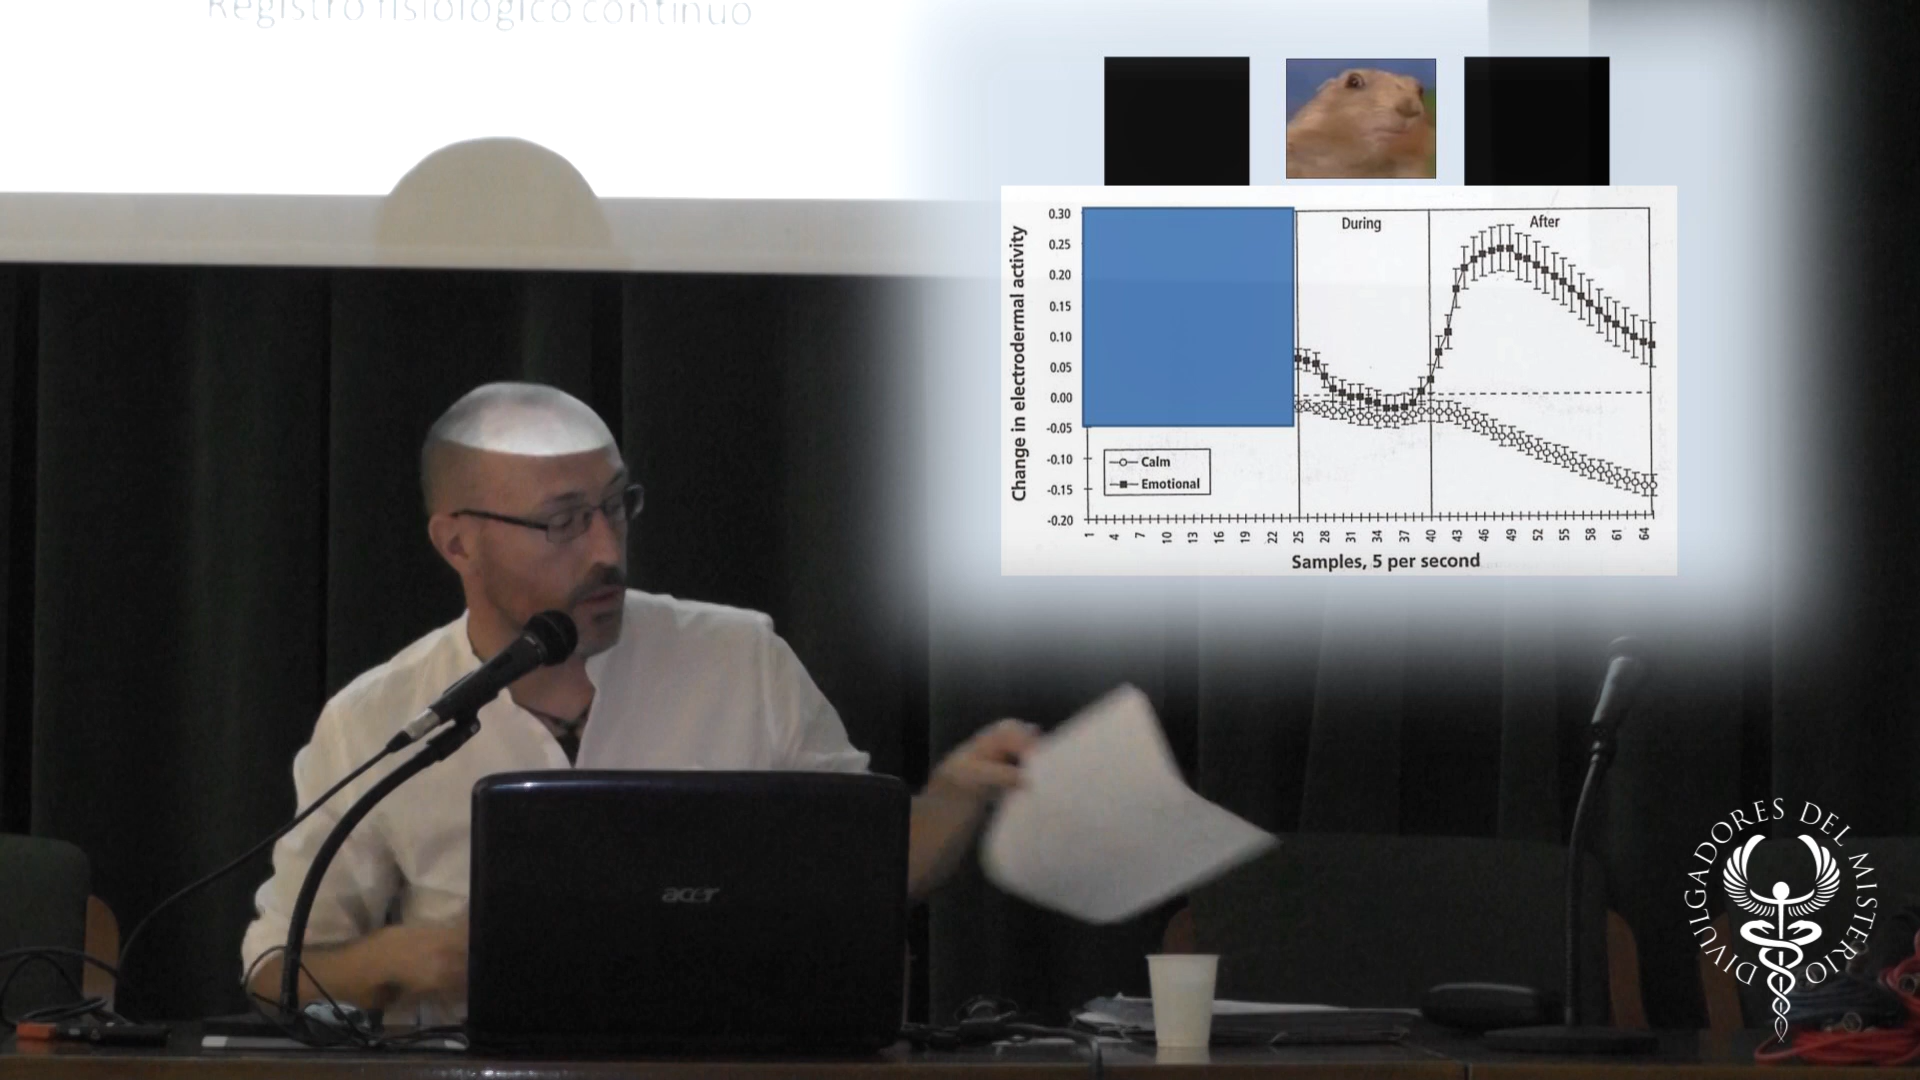 Registro fisiológico continuo
During
After
Change in electrodermal activity
0.30
0.25
0.20
0.15
0.10
0.05
0.00
-0.05
-0.10
-0.15
-0.20
Calm
Emotional
1 4 7 10 13 16 19 22 25 28 31 34 37 40 43 46 49 52 55 58 61 64
Samples, 5 per second
acer
DIVULGADORES DEL MISTERIO